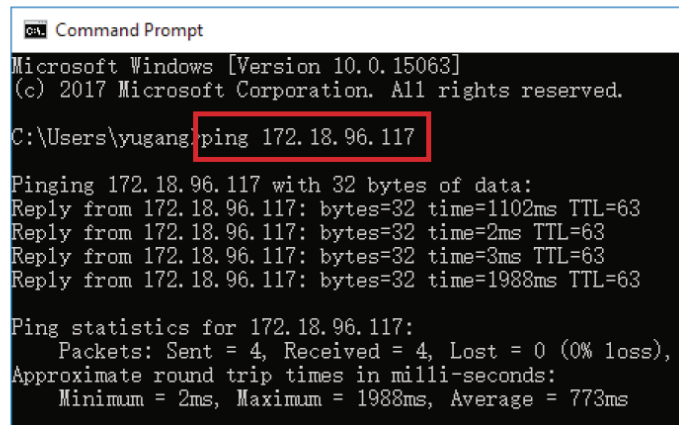 Command Prompt
Microsoft Windows [Version 10.0.15063]
(c) 2017 Microsoft Corporation. All rights reserved.
C:\Users\yugang>ping 172.18.96.117
Pinging 172.18.96.117 with 32 bytes of data:
Reply from 172.18.96.117: bytes=32 time=1102ms TTL=63
Reply from 172.18.96.117: bytes=32 time=2ms TTL=63
Reply from 172.18.96.117: bytes=32 time=3ms TTL=63
Reply from 172.18.96.117: bytes=32 time=1988ms TTL=63
Ping statistics for 172.18.96.117:
Packets: Sent = 4, Received = 4, Lost = 0 (0% loss),
Approximate round trip times in milli-seconds:
Minimum = 2ms, Maximum = 1988ms, Average = 773ms